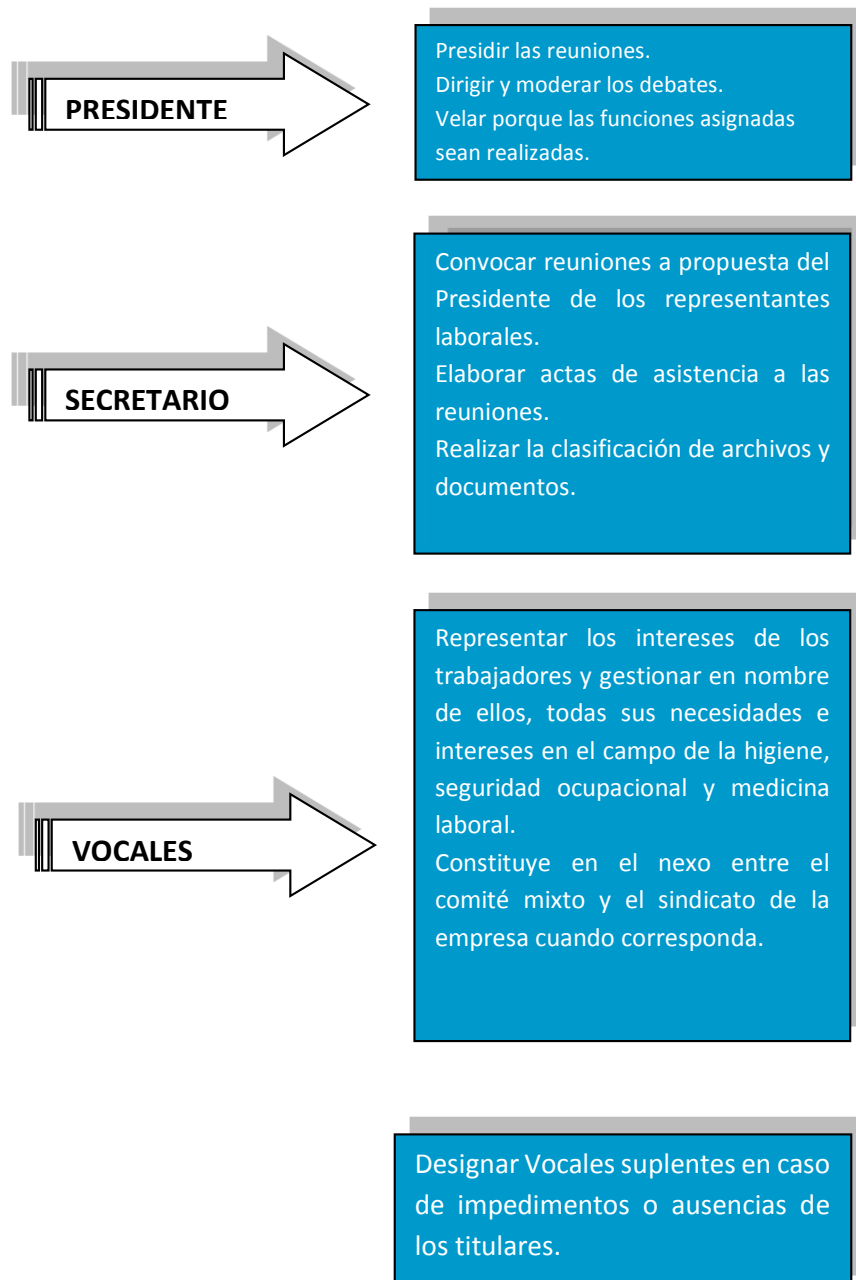 PRESIDENTE
Presidir las reuniones.
Dirigir y moderar los debates.
Velar porque las funciones asignadas
sean realizadas.
SECRETARIO
Convocar reuniones a propuesta del
Presidente de los representantes
laborales.
Elaborar actas de asistencia a las
reuniones.
Realizar la clasificación de archivos y
documentos.
VOCALES
Representar los intereses de los
trabajadores y gestionar en nombre
de ellos, todas sus necesidades e
intereses en el campo de la higiene,
seguridad ocupacional y medicina
laboral.
Constituye en el nexo entre el
comité mixto y el sindicato de la
empresa cuando corresponda.
Designar Vocales suplentes en caso
de impedimentos o ausencias de
los titulares.